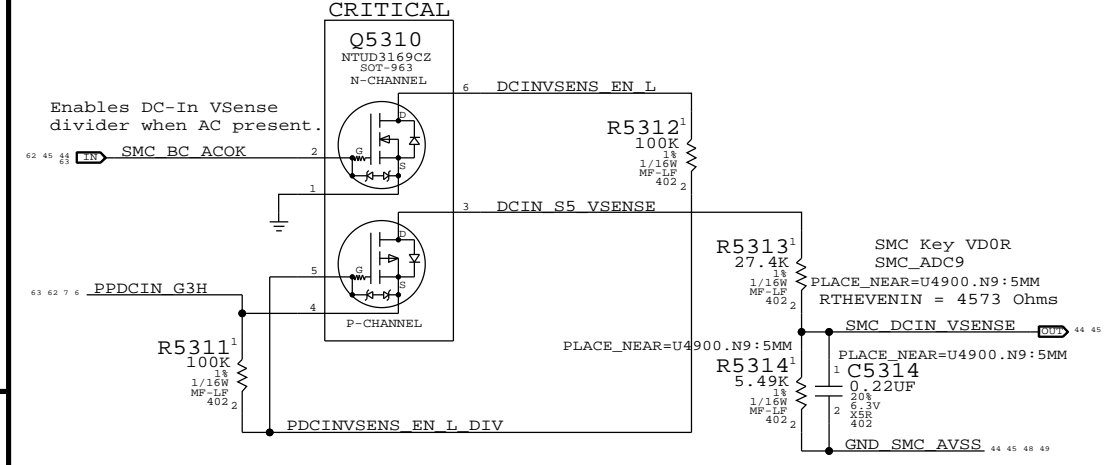 CRITICAL
Q5310
NTUD3169CZ
SOT-963
N-CHANNEL
6 DCINVSENS_EN_L
Enables DC-In VSense
divider when AC present.
62 45 44
63
IN SMC_BC_ACOK 2
D
G
S
1
R5312 1
100K
1%
1/16W
MF-LF
402 2
3 DCIN_S5_VSENSE
D
G
S
5
63 62 7 6 PPDCIN_G3H
4
P-CHANNEL
R5313 1
27.4K
1%
1/16W
MF-LF
402 2
SMC Key VD0R
SMC_ADC9
PLACE_NEAR=U4900.N9:5MM
RTHEVENIN = 4573 Ohms
SMC_DCIN_VSENSE OUT 44 45
R5311 1
100K
1%
1/16W
MF-LF
402 2
PLACE_NEAR=U4900.N9:5MM
R5314 1
5.49K
1%
1/16W
MF-LF
402 2
PLACE_NEAR=U4900.N9:5MM
1 C5314
0.22UF
20%
6.3V
2 X5R
402
PDCINVSENS_EN_L_DIV
GND_SMC_AVSS 44 45 48 49